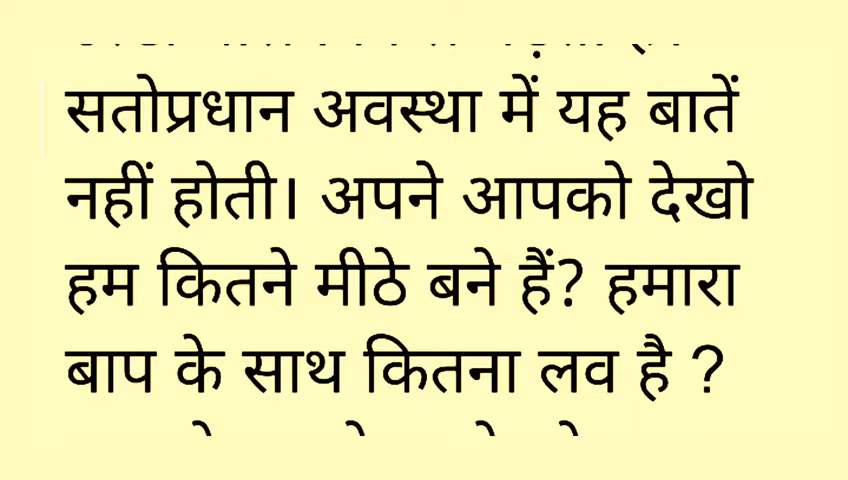 सतोप्रधान अवस्था में यह बातें
नहीं होती। अपने आपको देखो
हम कितने मीठे बने हैं? हमारा
बाप के साथ कितना लव है ?